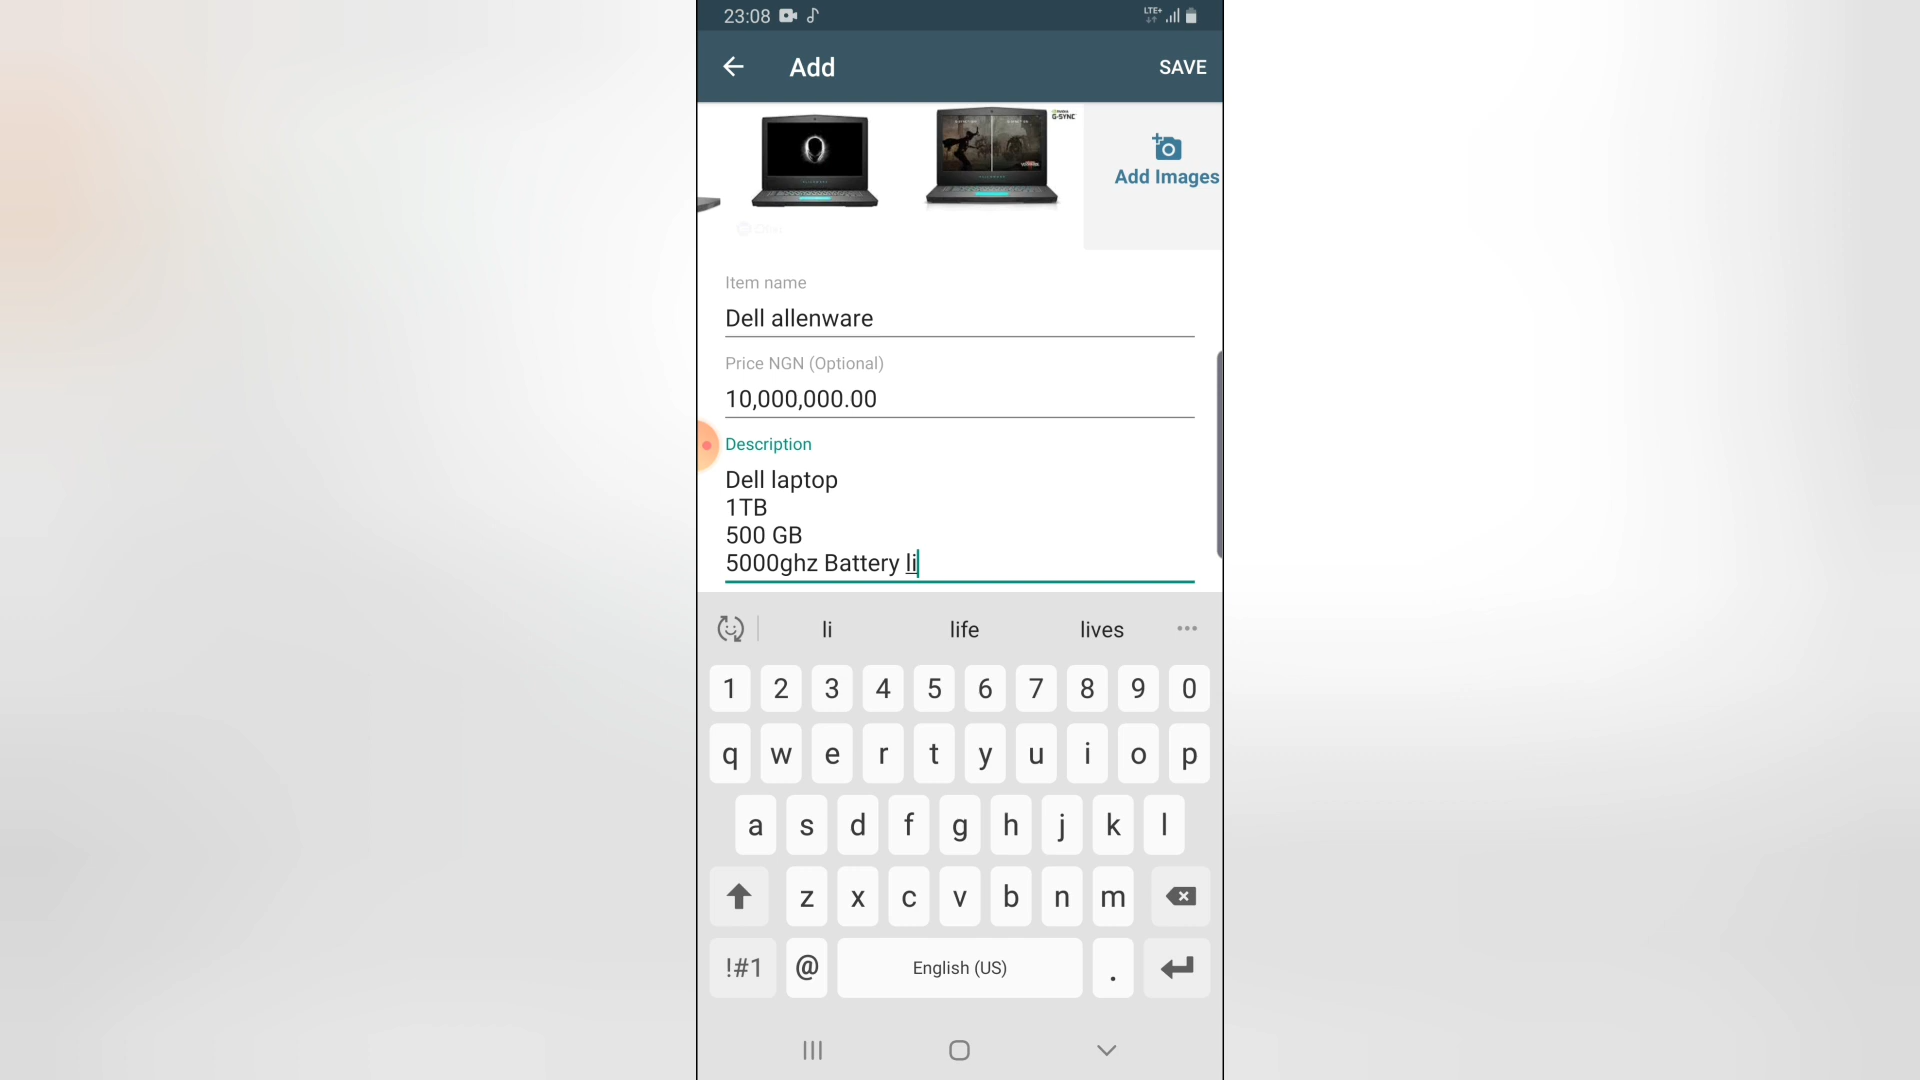 23:08
LTE+
Add
SAVE
G-SYNC
Add Images
Item name
Dell allenware
Price NGN (Optional)
10,000,000.00
Description
Dell laptop
1TB
500 GB
5000ghz Battery li
li life lives
1 2 3 4 5 6 7 8 9 0
q w e r t y u i o p
a s d f g h j k l
z x c v b n m
!#1 @ English (US) .